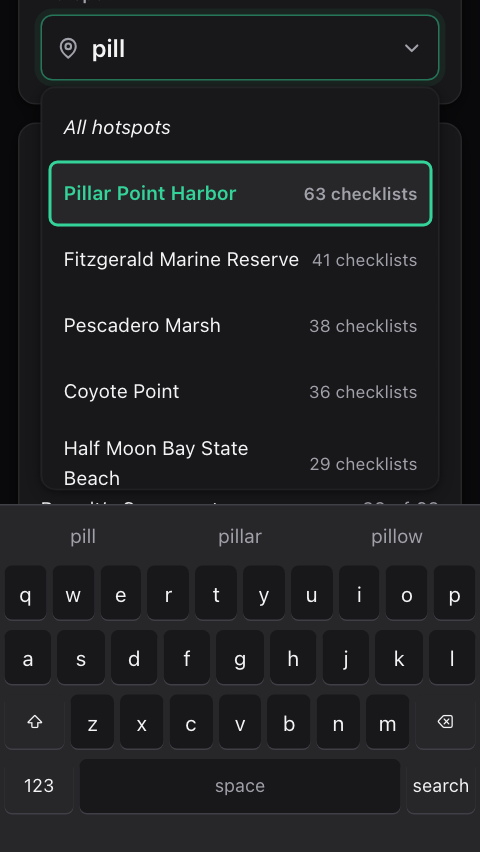 pill
All hotspots
Pillar Point Harbor 63 checklists
Fitzgerald Marine Reserve 41 checklists
Pescadero Marsh 38 checklists
Coyote Point 36 checklists
Half Moon Bay State
Beach 29 checklists
pill pillar pillow
q w e r t y u i o p
a s d f g h j k l
z x c v b n m
123 space search